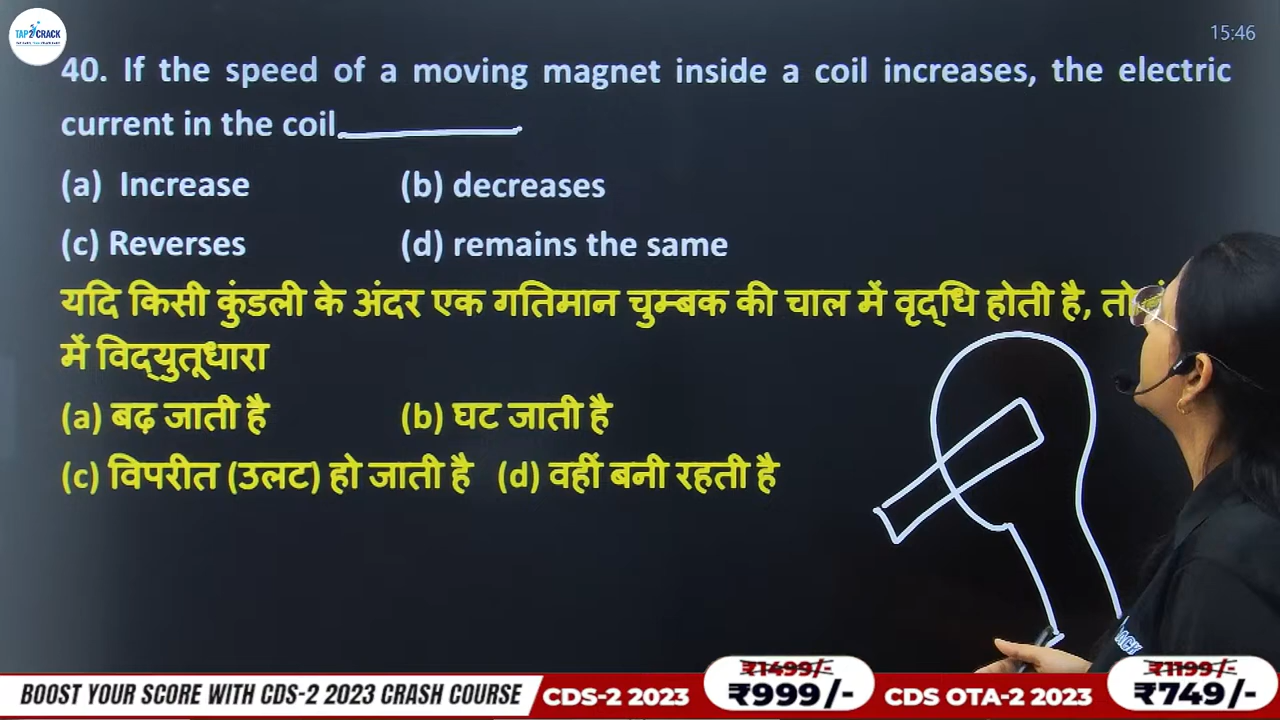 TAP2CRACK
15:46
40. If the speed of a moving magnet inside a coil increases, the electric
current in the coil
(a) Increase (b) decreases
(c) Reverses (d) remains the same
यदि किसी कुंडली के अंदर एक गतिमान चुम्बक की चाल में वृद्धि होती है, तो
में विद्युतूधारा
(a) बढ़ जाती है (b) घट जाती है
(c) विपरीत (उलट) हो जाती है (d) वहीं बनी रहती है
BOOST YOUR SCORE WITH CDS-2 2023 CRASH COURSE CDS-2 2023 ₹1499/- ₹999/- CDS OTA-2 2023 ₹1199/- ₹749/-